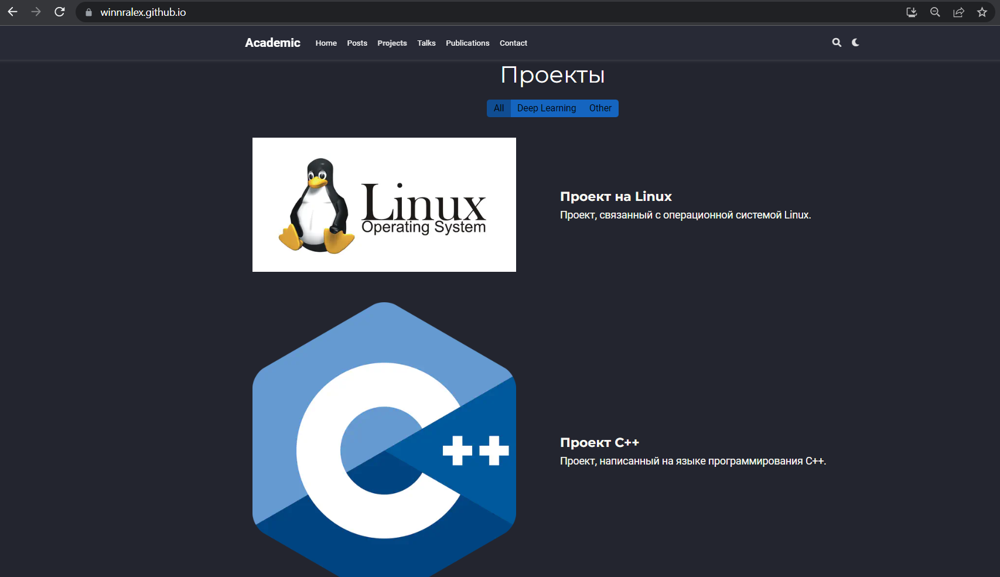 winnralex.github.io
Academic Home Posts Projects Talks Publications Contact
Проекты
All Deep Learning Other
Linux
Operating System
Проект на Linux
Проект, связанный с операционной системой Linux.
C++
Проект C++
Проект, написанный на языке программирования C++.